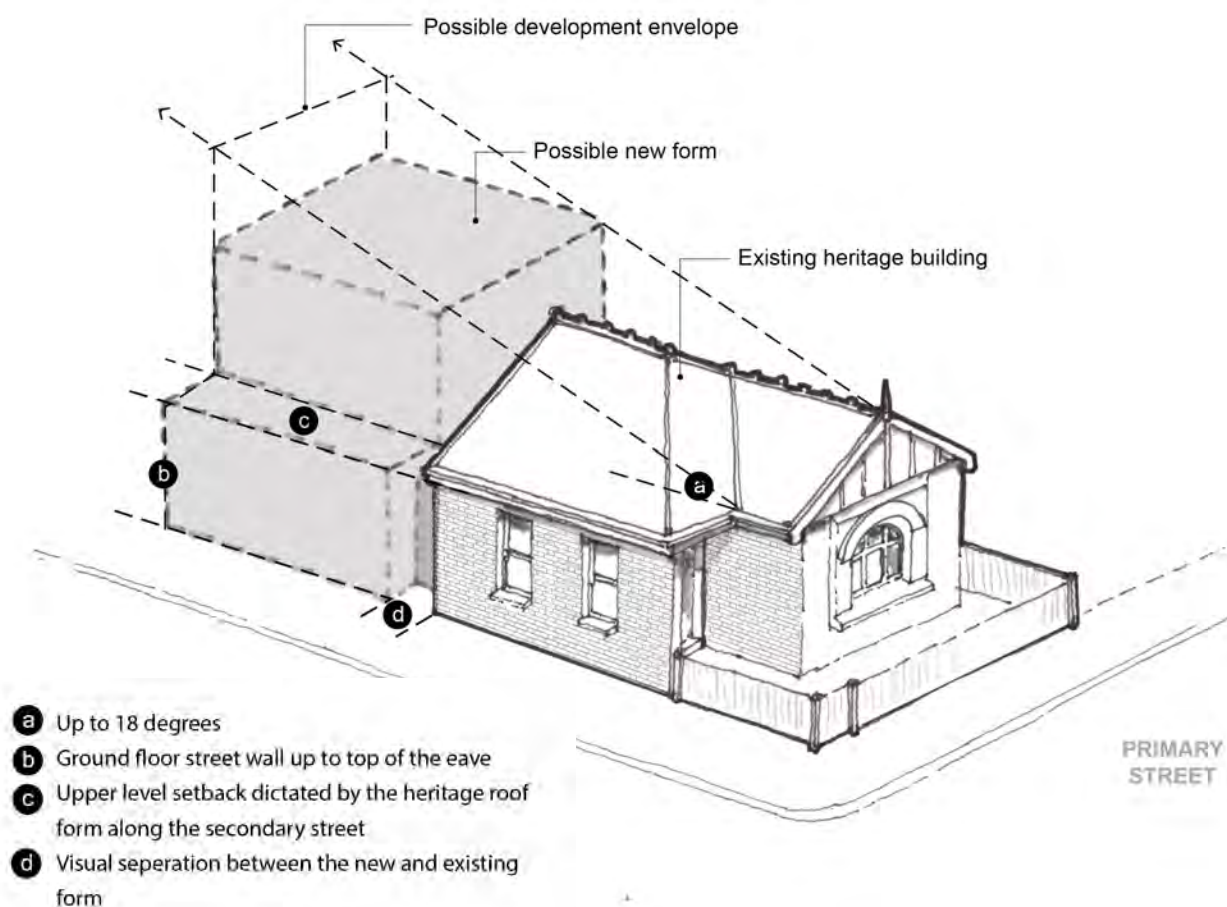 Possible development envelope
Possible new form
Existing heritage building
c
b
a
d
a Up to 18 degrees
b Ground floor street wall up to top of the eave
c Upper level setback dictated by the heritage roof
form along the secondary street
d Visual seperation between the new and existing
form
PRIMARY
STREET